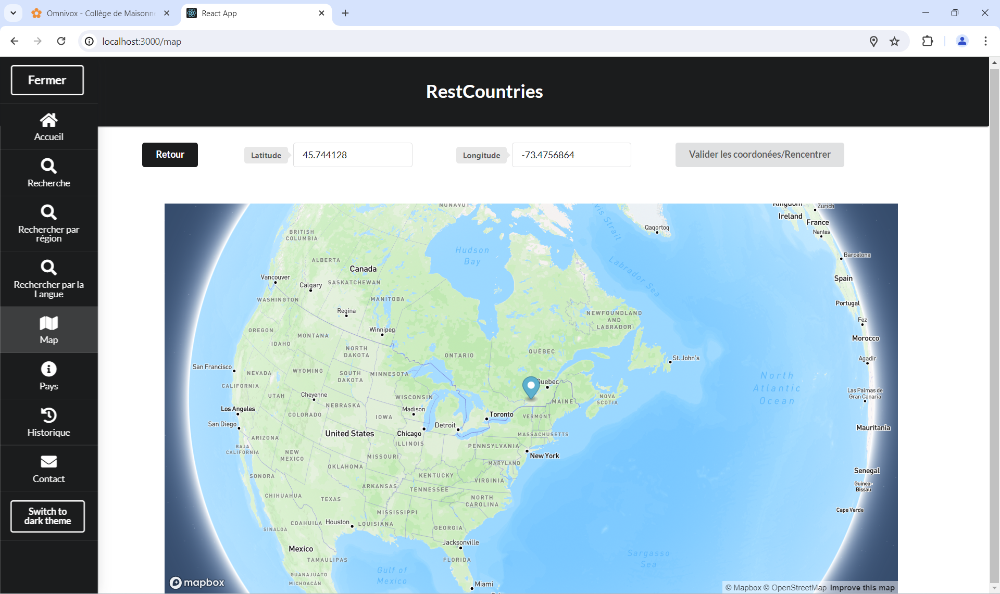 Omnivox - Collège de Maisonn
React App
localhost:3000/map
Fermer
RestCountries
Accueil
Recherche
Rechercher par
région
Rechercher par la
Langue
Map
Pays
Historique
Contact
Switch to
dark theme
Retour
Latitude
45.744128
Longitude
-73.4756864
Valider les coordonées/Rencentrer
NUNAVUT
Kingdom
Zurich
Ireland
France
Nantes
Qaqortoq
BRITISH
COLUMBIA
Hudson
Bay
Labrador Sea
vis Strait
Barcelona
ALBERTA
Canada
Vancouver
Calgary
SASKATCHEWAN
Spain
WASHINGTON
MANITOBA
Portugal
Regina
NEWFOUNDLAND
AND
LABRADOR
Fez
Winnipeg
OREGON
MONTANA
Morocco
IDAHO
NORTH
DAKOTA
ONTARIO
QUÉBEC
St. John's
Agadir
San Francisco
NEVADA
WYOMING
SOUTH
DAKOTA
MINNESOTA
North
Atlantic
Ocean
CALIFORNIA
Quebec
UTAH
Cheyenne
NEBRASKA
WISCONSIN
MAINE
NOVA
SCOTIA
Las Palmas de
Gran Canaria
Los Angeles
COLORADO
IOWA
Madison
Toronto
VERMONT
San Diego
Detroit
Mauritania
ARIZONA
United States
Chicago
ILLINOIS
MASSACHUSETTS
BAJA
CALIFORNIA
NEW
MEXICO
MISSOURI
PENNSYLVANIA
New York
OKLAHOMA
MARYLAND
SONORA
KENTUCKY
VIRGINIA
Senegal
ARKANSAS
TENNESSEE
Guinea-
Bissau
CHIHUAHUA
TEXAS
NORTH
CAROLINA
MISSISSIPPI
Cape Verde
COAHUILA
Houston
LOUISIANA
SINALOA
GEORGIA
Jacksonville
Mexico
TAMAULIPAS
FLORIDA
Sargasso
Sea
Gulf of
Mexico
GUANAJUATO
MICHOACÁN
Miami
mapbox
© Mapbox © OpenStreetMap Improve this map